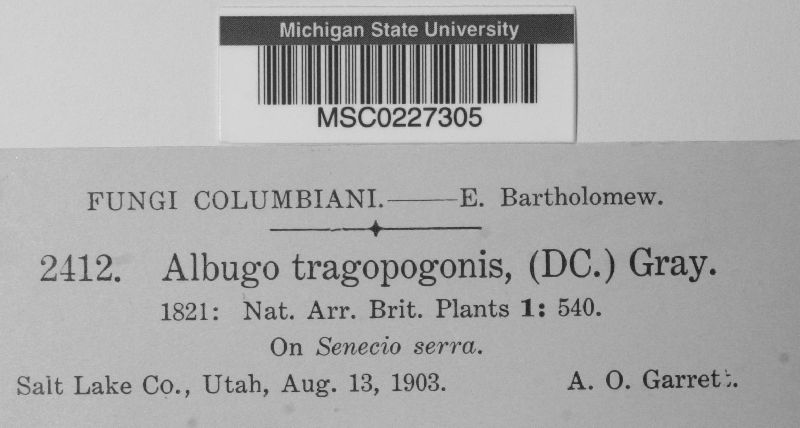 Michigan State University
MSC0227305
FUNGI COLUMBIANI.——E. Bartholomew.
2412. Albugo tragopogonis, (DC.) Gray.
1821: Nat. Arr. Brit. Plants 1: 540.
On Senecio serra.
Salt Lake Co., Utah, Aug. 13, 1903. A. O. Garrett.